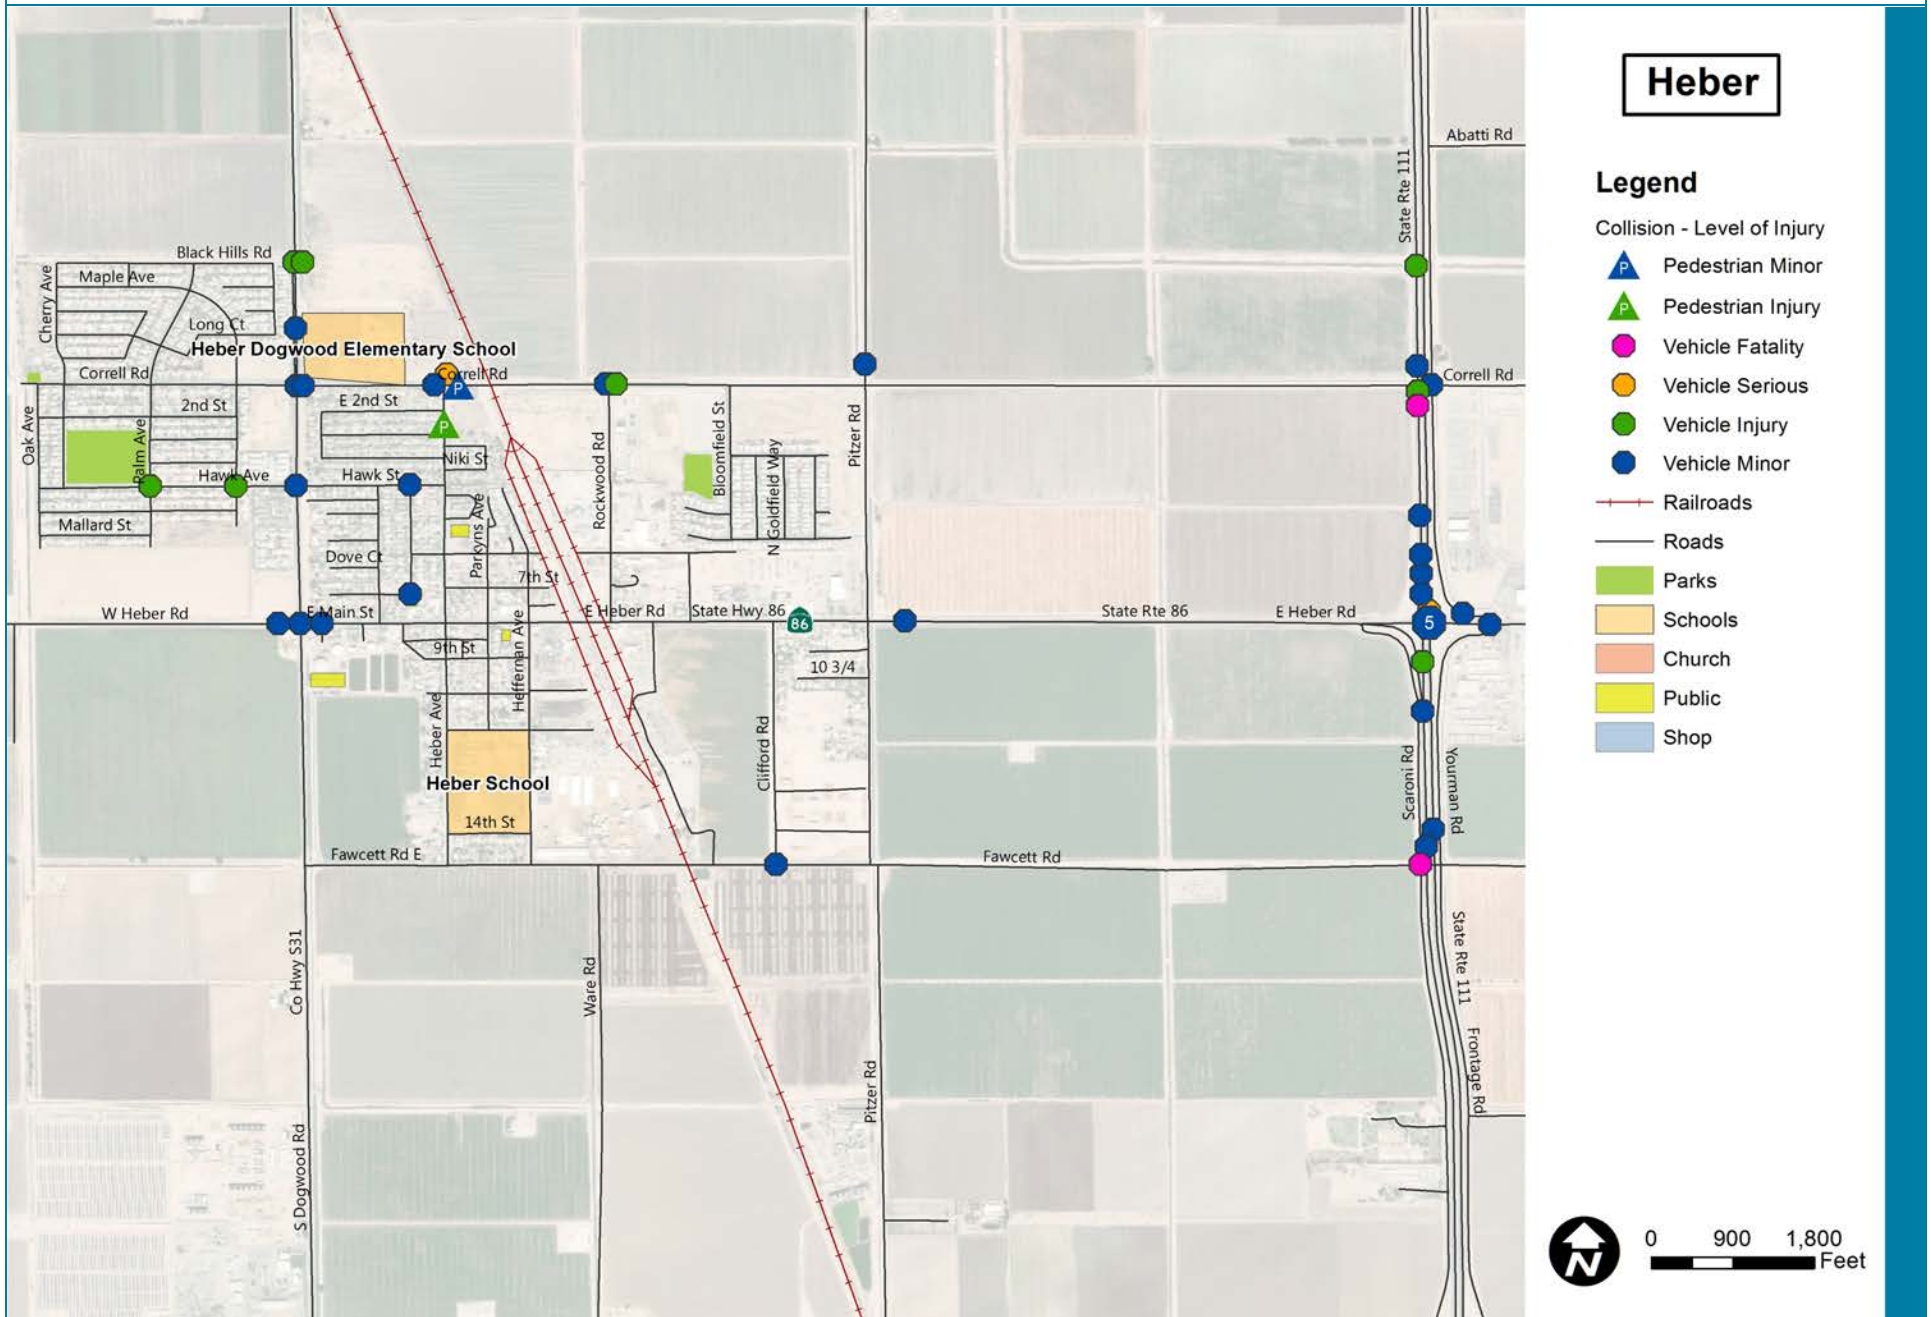 Heber
Legend
Collision - Level of Injury
P Pedestrian Minor
P Pedestrian Injury
Vehicle Fatality
Vehicle Serious
Vehicle Injury
Vehicle Minor
Railroads
Roads
Parks
Schools
Church
Public
Shop
N
0 900 1,800
Feet
Abatti Rd
State Rte 111
Black Hills Rd
Maple Ave
Cherry Ave
Long Ct
Heber Dogwood Elementary School
Correll Rd
Correll Rd
Correll Rd
P
2nd St
E 2nd St
P
Oak Ave
Palm Ave
Hawk Ave
Hawk St
Niki St
Rockwood Rd
Bloomfield St
N Goldfield Way
Pitzer Rd
Mallard St
Dove Ct
Parkyns Ave
7th St
W Heber Rd
E Main St
E Heber Rd
State Hwy 86
86
State Rte 86
E Heber Rd
5
9th St
Heffernan Ave
10 3/4
Heber Ave
Clifford Rd
Scaroni Rd
Yourman Rd
Heber School
14th St
Fawcett Rd E
Fawcett Rd
Co Hwy S31
Ware Rd
State Rte 111
Frontage Rd
Pitzer Rd
S Dogwood Rd